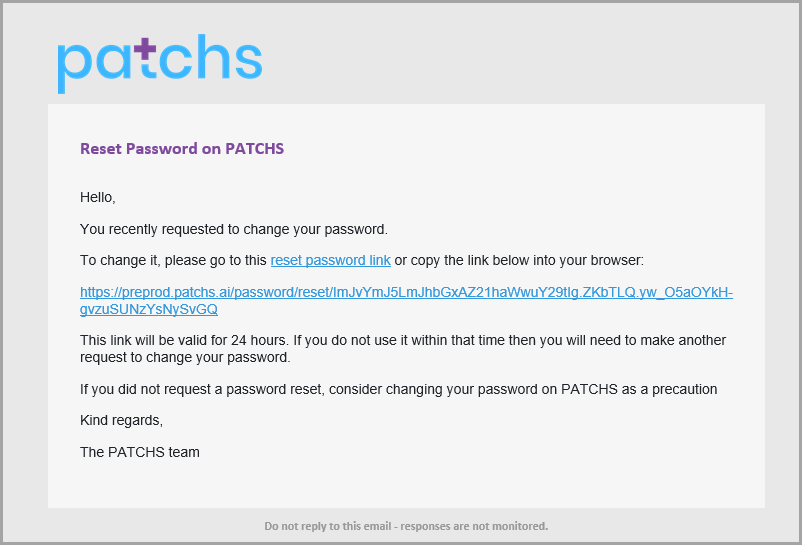 patchs
Reset Password on PATCHS
Hello,
You recently requested to change your password.
To change it, please go to this reset password link or copy the link below into your browser:
https://preprod.patchs.ai/password/reset/ImJvYmJ5LmJhbGxAZ21haWwuY29tIg.ZKbTLQ.yw_O5aOYkH-
gvzuSUNzYsNySvGQ
This link will be valid for 24 hours. If you do not use it within that time then you will need to make another
request to change your password.
If you did not request a password reset, consider changing your password on PATCHS as a precaution
Kind regards,
The PATCHS team
Do not reply to this email - responses are not monitored.